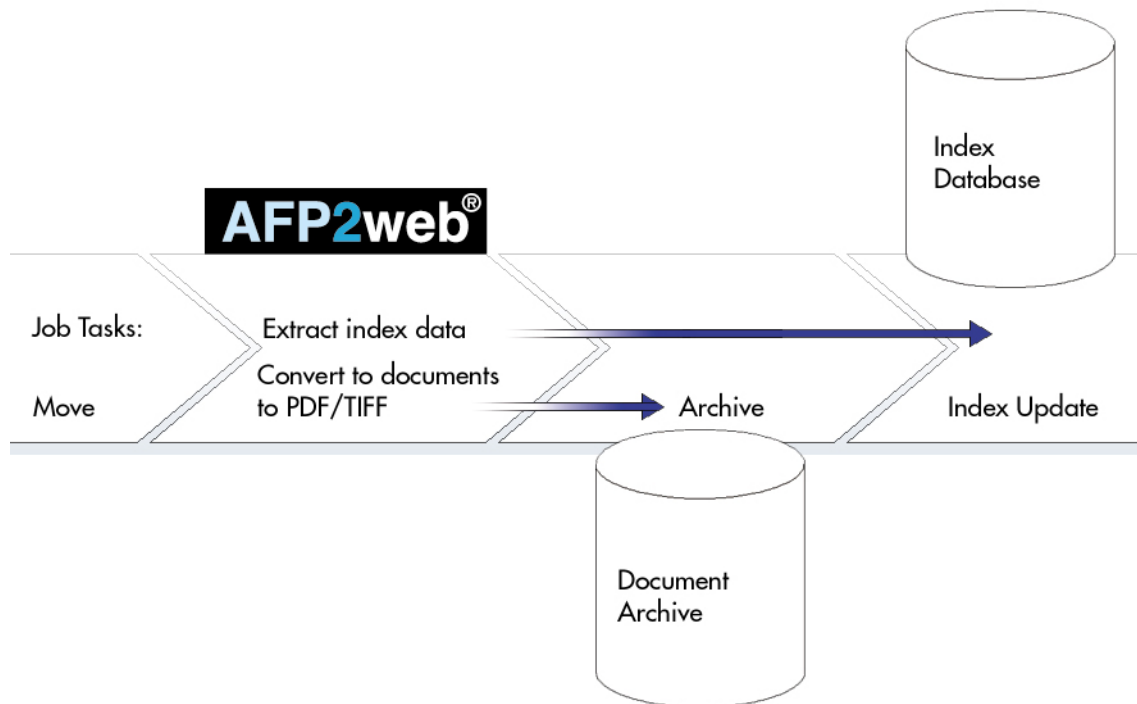 Index
Database
AFP2web®
Job Tasks:
Extract index data
Convert to documents
to PDF/TIFF
Move
Archive
Index Update
Document
Archive